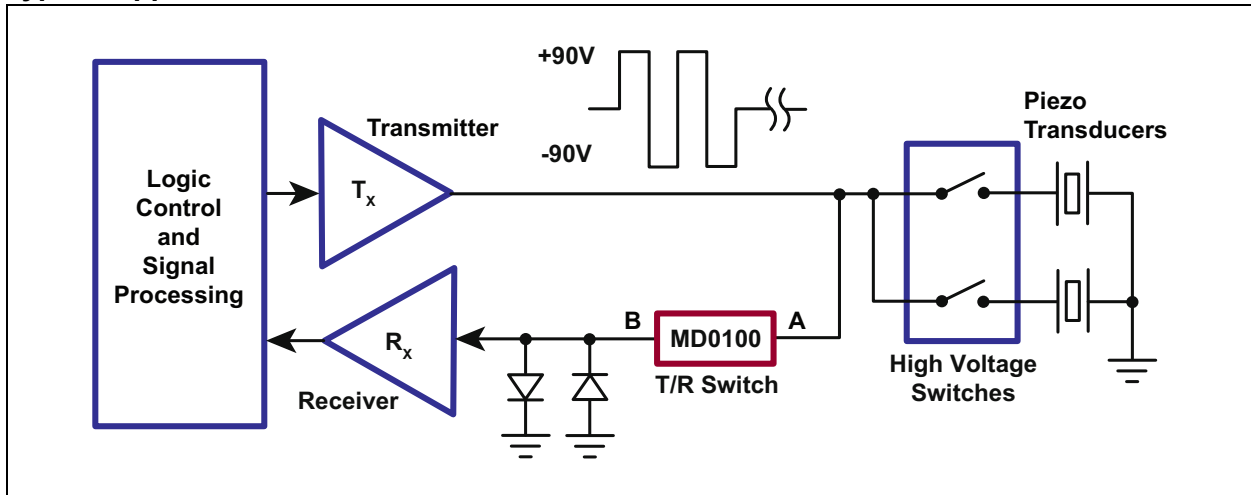 +90V
-90V
Transmitter
Tx
Logic
Control
and
Signal
Processing
Rx
Receiver
B
MD0100
A
T/R Switch
High Voltage
Switches
Piezo
Transducers